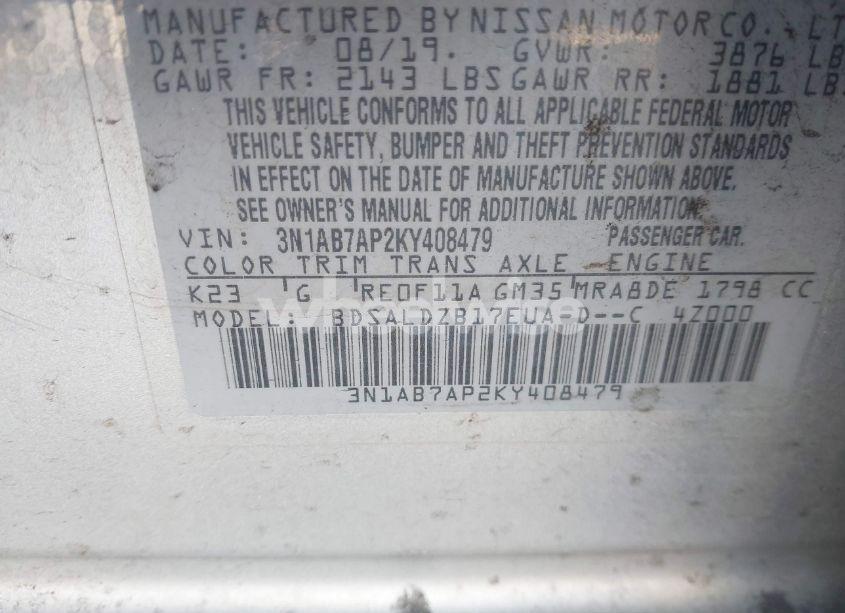 MANUFACTURED BY NISSAN MOTOR CO., LT
DATE: 08/19. GVWR: 3876 LB
GAWR FR: 2143 LBS GAWR RR: 1881 LBS
THIS VEHICLE CONFORMS TO ALL APPLICABLE FEDERAL MOTOR
VEHICLE SAFETY, BUMPER AND THEFT PREVENTION STANDARDS
IN EFFECT ON THE DATE OF MANUFACTURE SHOWN ABOVE.
SEE OWNER'S MANUAL FOR ADDITIONAL INFORMATION.
VIN: 3N1AB7AP2KY408479 PASSENGER CAR.
COLOR TRIM TRANS AXLE ENGINE
K23 'G 'RE0F11A GM35'MRA8DE 1798 CC
MODEL: BDSALDZB17EUA-D--C 4Z000
3N1AB7AP2KY408479